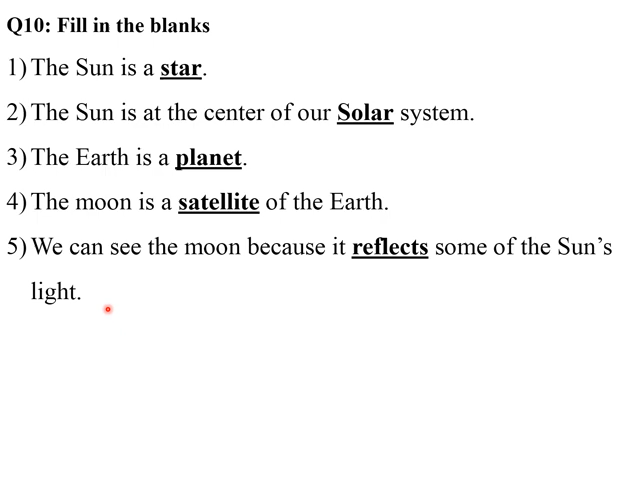 Q10: Fill in the blanks
1) The Sun is a star.
2) The Sun is at the center of our Solar system.
3) The Earth is a planet.
4) The moon is a satellite of the Earth.
5) We can see the moon because it reflects some of the Sun’s
light.